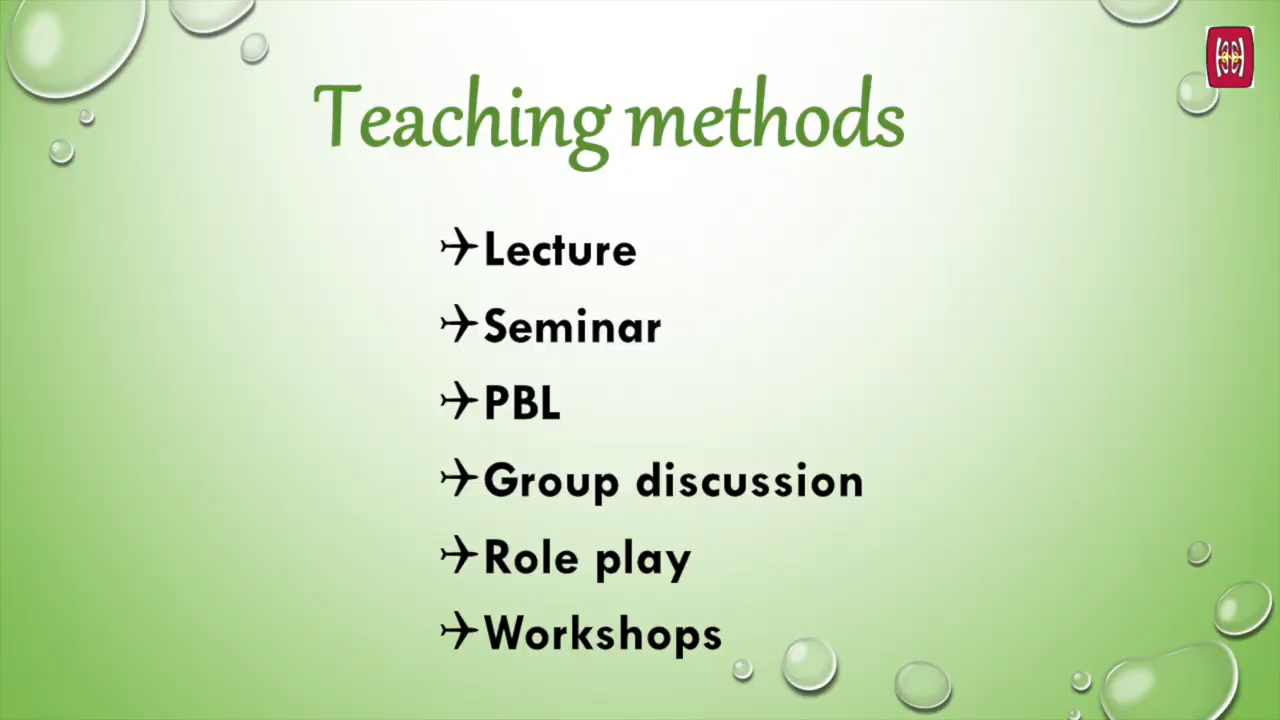 Teaching methods
Lecture
Seminar
PBL
Group discussion
Role play
Workshops